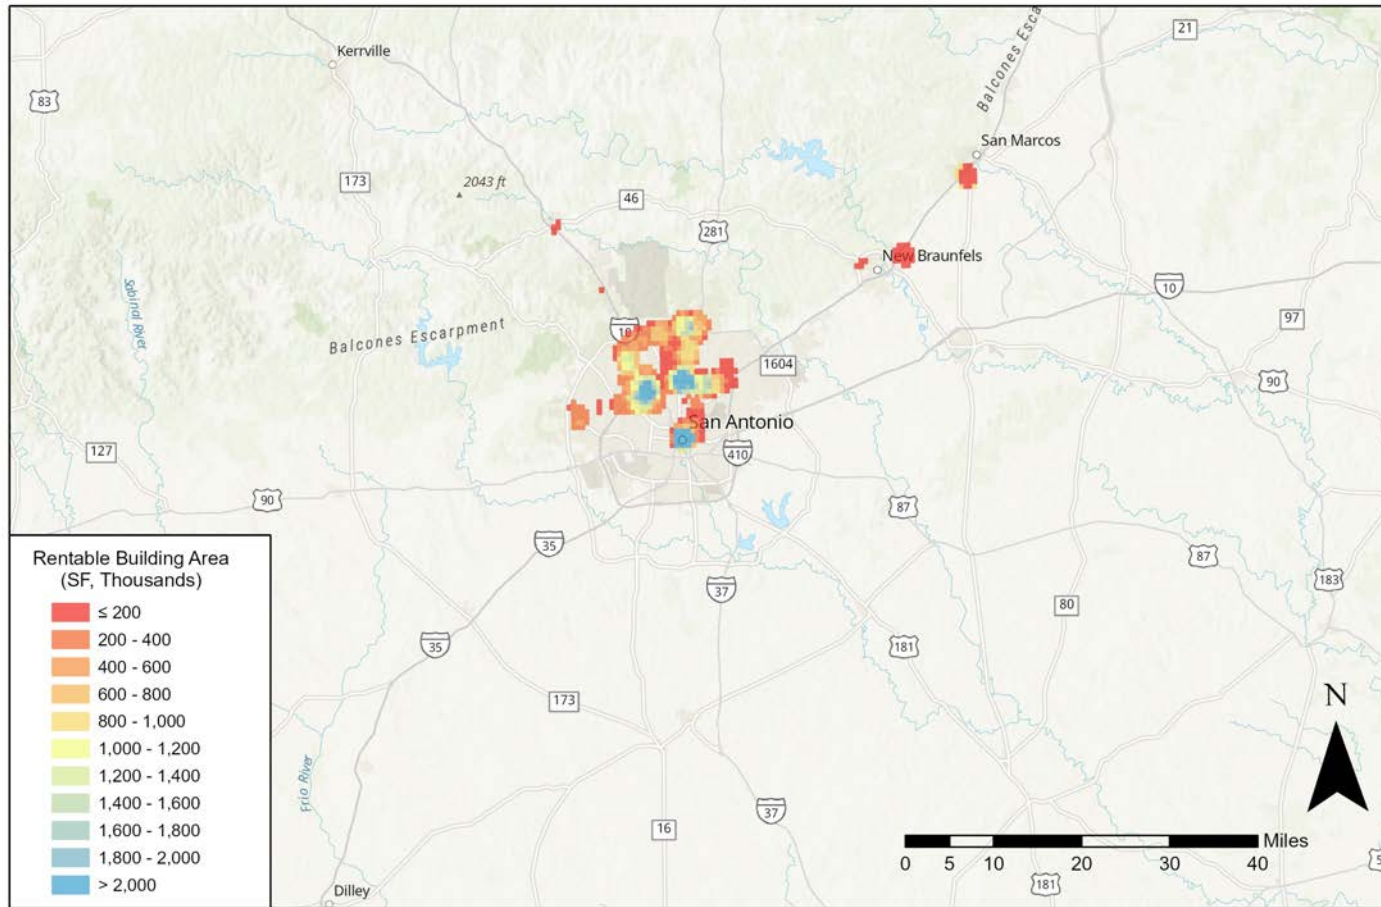 Balcones Esca
21
Kerrville
83
San Marcos
173
2043 ft
46
281
New Braunfels
10
Sabinal River
97
10
Balcones Escarpment
1604
90
San Antonio
127
410
90
87
35
87
Rentable Building Area
(SF, Thousands)
≤ 200
200 - 400
400 - 600
600 - 800
800 - 1,000
1,000 - 1,200
1,200 - 1,400
1,400 - 1,600
1,600 - 1,800
1,800 - 2,000
> 2,000
183
37
80
35
181
173
N
Frio River
37
16
Miles
0 5 10 20 30 40
5
181
Dilley